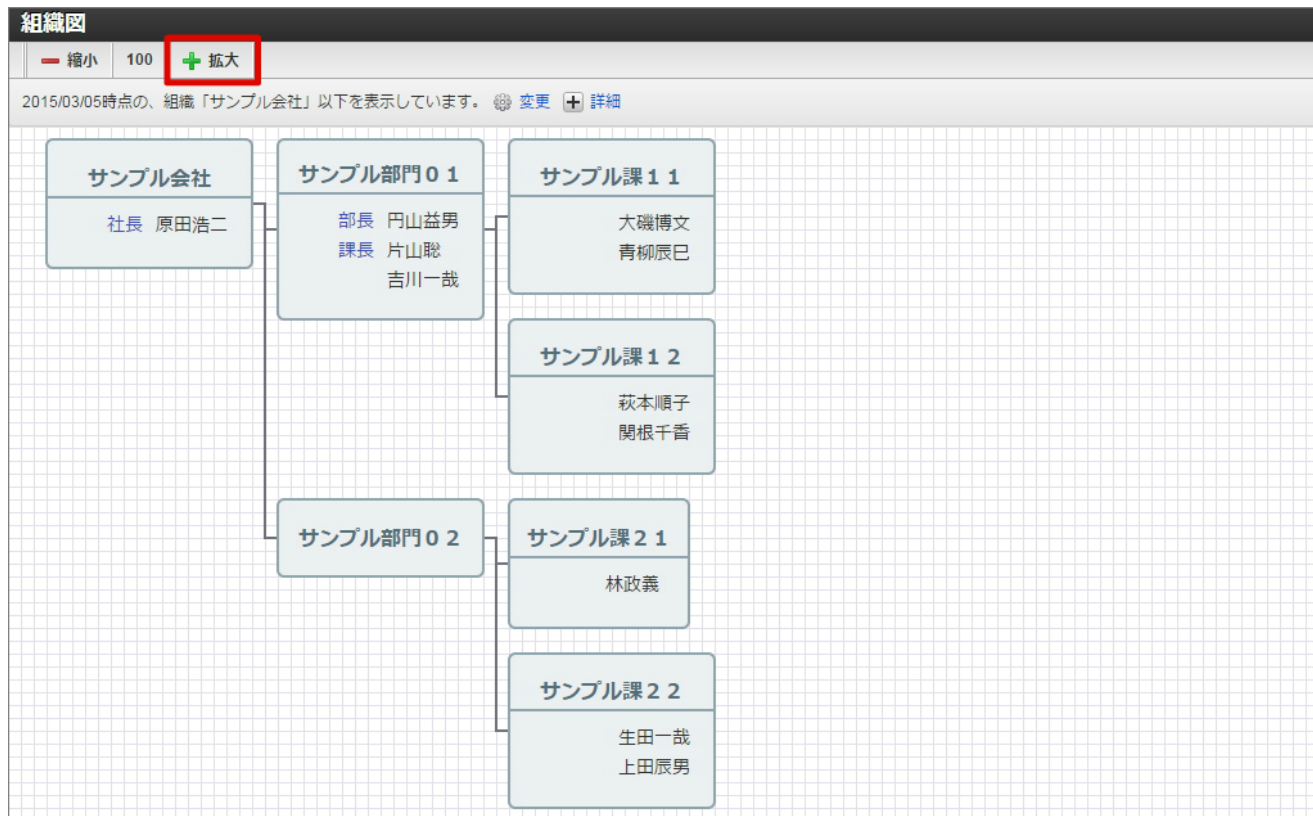 組織図
縮小 100 拡大
2015/03/05時点の、組織「サンプル会社」以下を表示しています。 変更 詳細
サンプル会社
社長 原田浩二
サンプル部門０１
部長 円山益男
課長 片山聡
吉川一哉
サンプル課１１
大磯博文
青柳辰巳
サンプル課１２
萩本順子
関根千香
サンプル部門０２
サンプル課２１
林政義
サンプル課２２
生田一哉
上田辰男